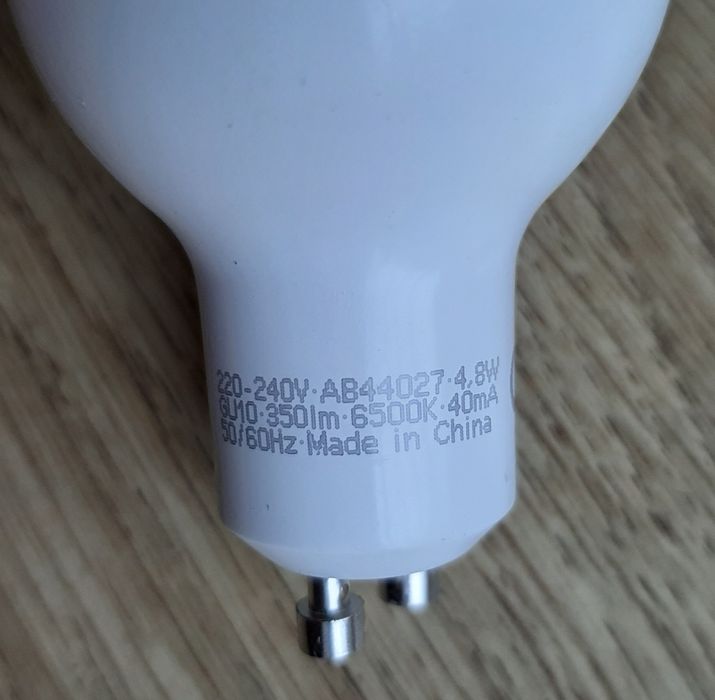 220-240V·AB44027·4,8W
GU10·350lm·6500K·40mA
50/60Hz·Made in China